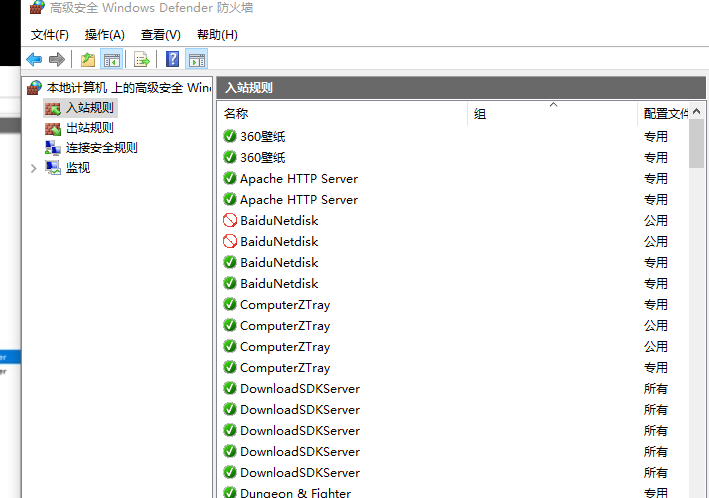 高级安全 Windows Defender 防火墙
文件(F) 操作(A) 查看(V) 帮助(H)
本地计算机 上的高级安全 Win
入站规则
出站规则
连接安全规则
监视
入站规则
名称 组 配置文件
360壁纸 专用
360壁纸 专用
Apache HTTP Server 专用
Apache HTTP Server 专用
BaiduNetdisk 公用
BaiduNetdisk 公用
BaiduNetdisk 专用
BaiduNetdisk 专用
ComputerZTray 专用
ComputerZTray 公用
ComputerZTray 公用
ComputerZTray 专用
DownloadSDKServer 所有
DownloadSDKServer 所有
DownloadSDKServer 所有
DownloadSDKServer 所有
DownloadSDKServer 所有
Dungeon & Fighter 专用